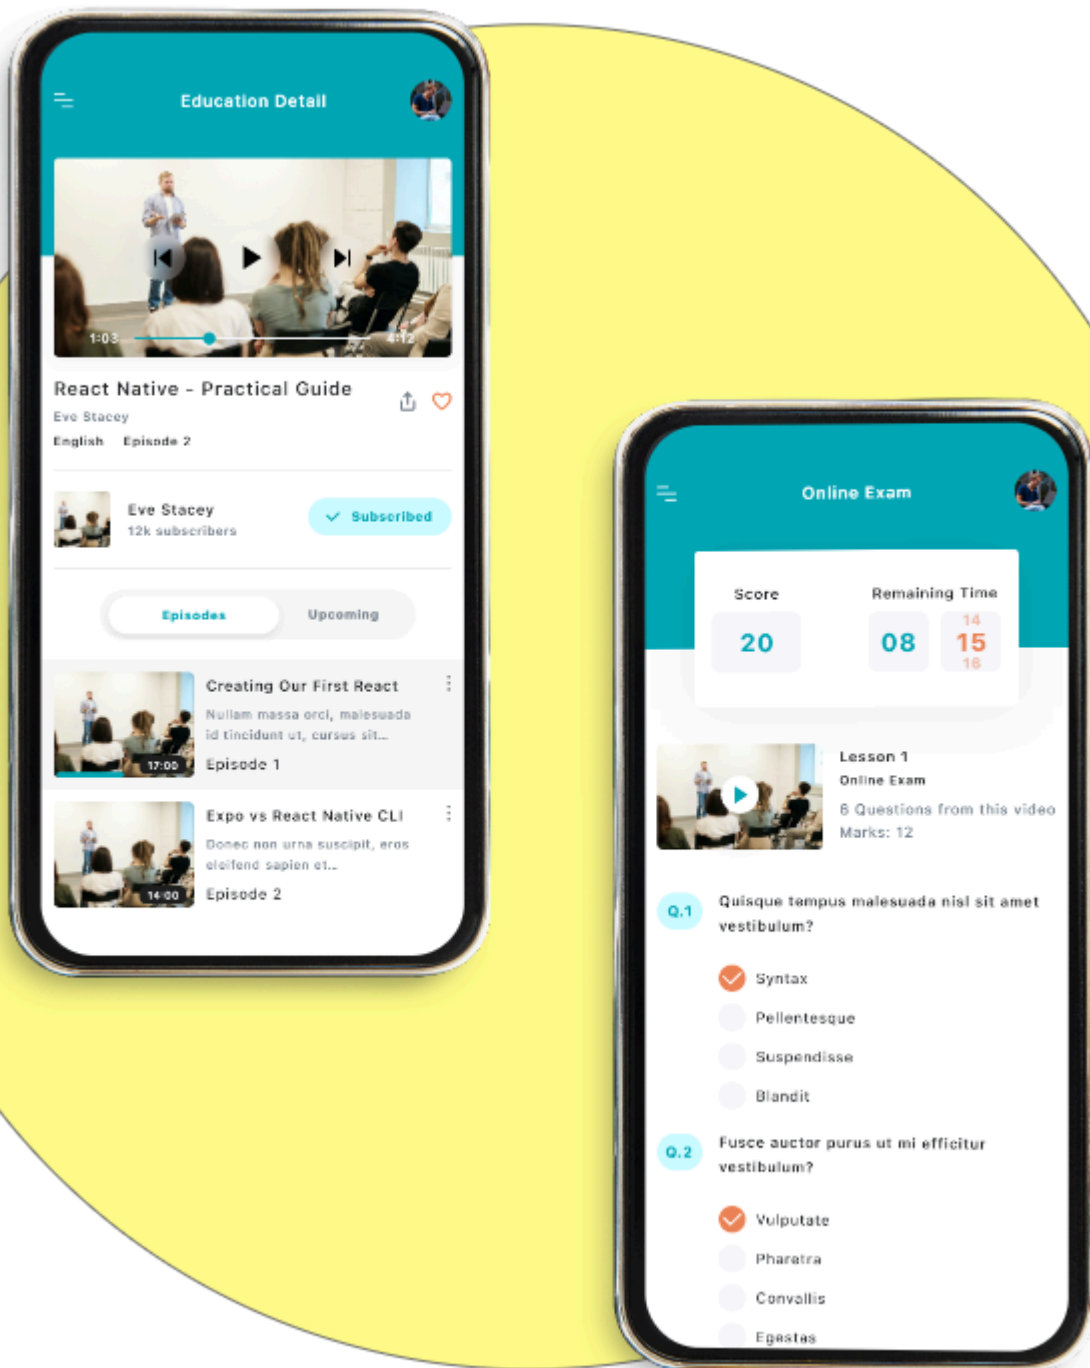 Education Detail
1:03
4:12
React Native - Practical Guide
Eve Stacey
English Episode 2
Eve Stacey
12k subscribers
Subscribed
Episodes Upcoming
Creating Our First React
Nullam massa orci, malesuada
id tincidunt ut, cursus sit...
17:00
Episode 1
Expo vs React Native CLI
Donec non urna suscipit, eros
eleifend sapien et...
14:00
Episode 2
Online Exam
Score Remaining Time
14
20 08 15
16
Lesson 1
Online Exam
6 Questions from this video
Marks: 12
Q.1 Quisque tempus malesuada nisl sit amet
vestibulum?
Syntax
Pellentesque
Suspendisse
Blandit
Q.2 Fusce auctor purus ut mi efficitur
vestibulum?
Vulputate
Pharetra
Convallis
Egestas